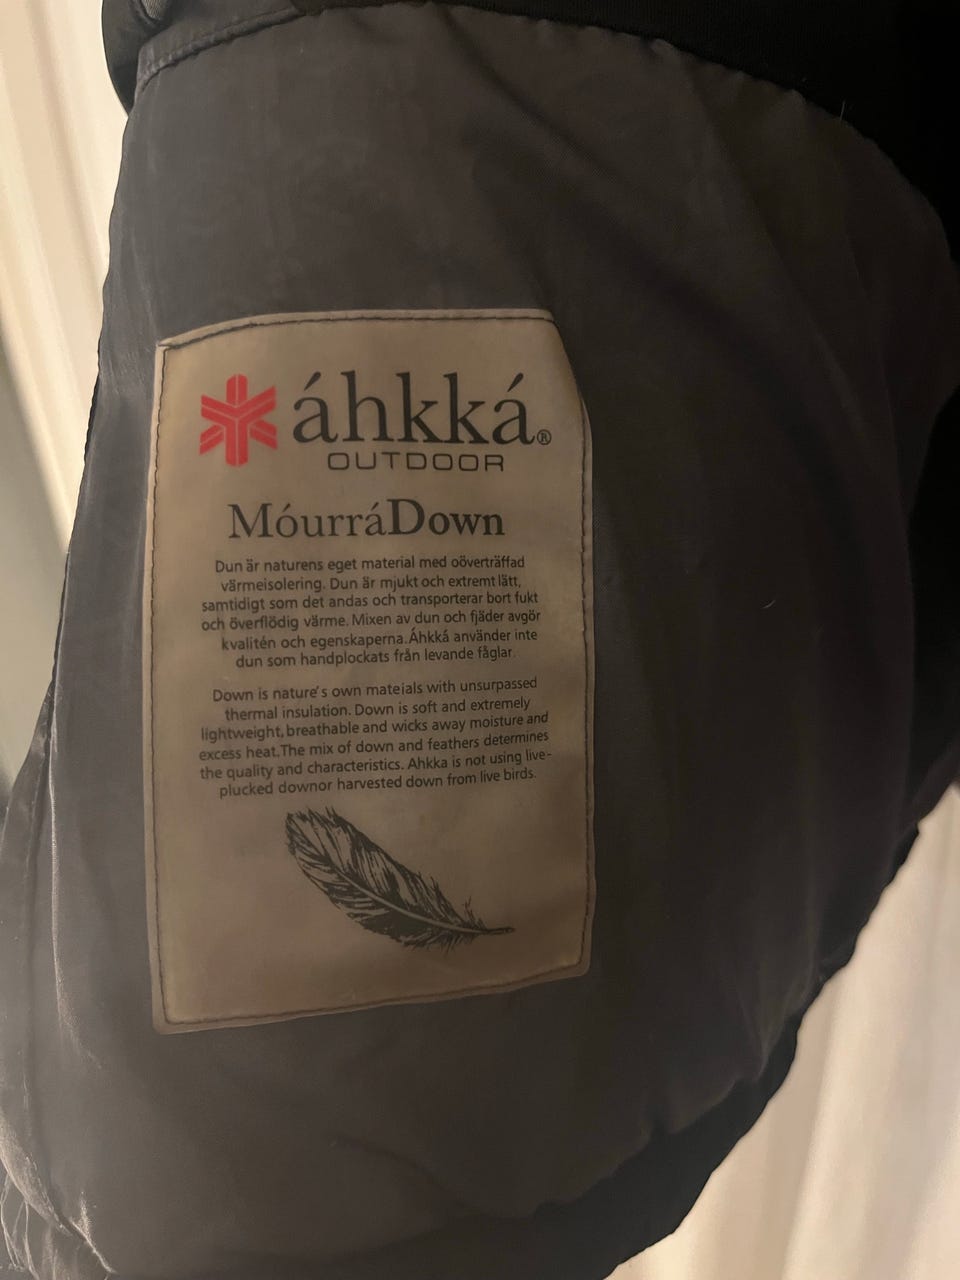 áhkká®
OUTDOOR
MóurráDown
Dun är naturens eget material med oöverträffad
värmeisolering. Dun är mjukt och extremt lätt,
samtidigt som det andas och transporterar bort fukt
och överflödig värme. Mixen av dun och fjäder avgör
kvalitén och egenskaperna.Áhkká använder inte
dun som handplockats från levande fåglar.
Down is nature's own mateials with unsurpassed
thermal insulation. Down is soft and extremely
lightweight, breathable and wicks away moisture and
excess heat.The mix of down and feathers determines
the quality and characteristics. Ahkka is not using live-
plucked downor harvested down from live birds.